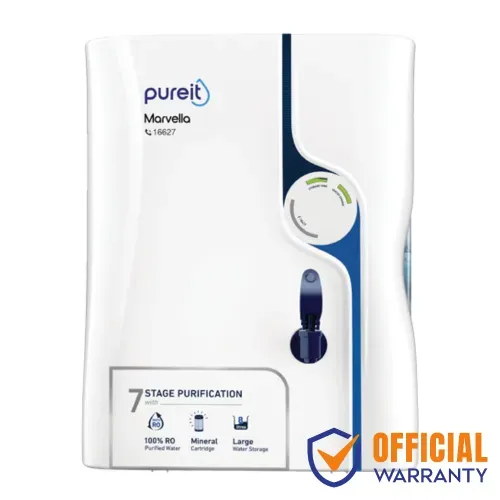 pureit
Marvella
16627
7 STAGE PURIFICATION
with
100% RO
Purified Water
Mineral
Cartridge
Large
Water Storage
OFFICIAL
WARRANTY